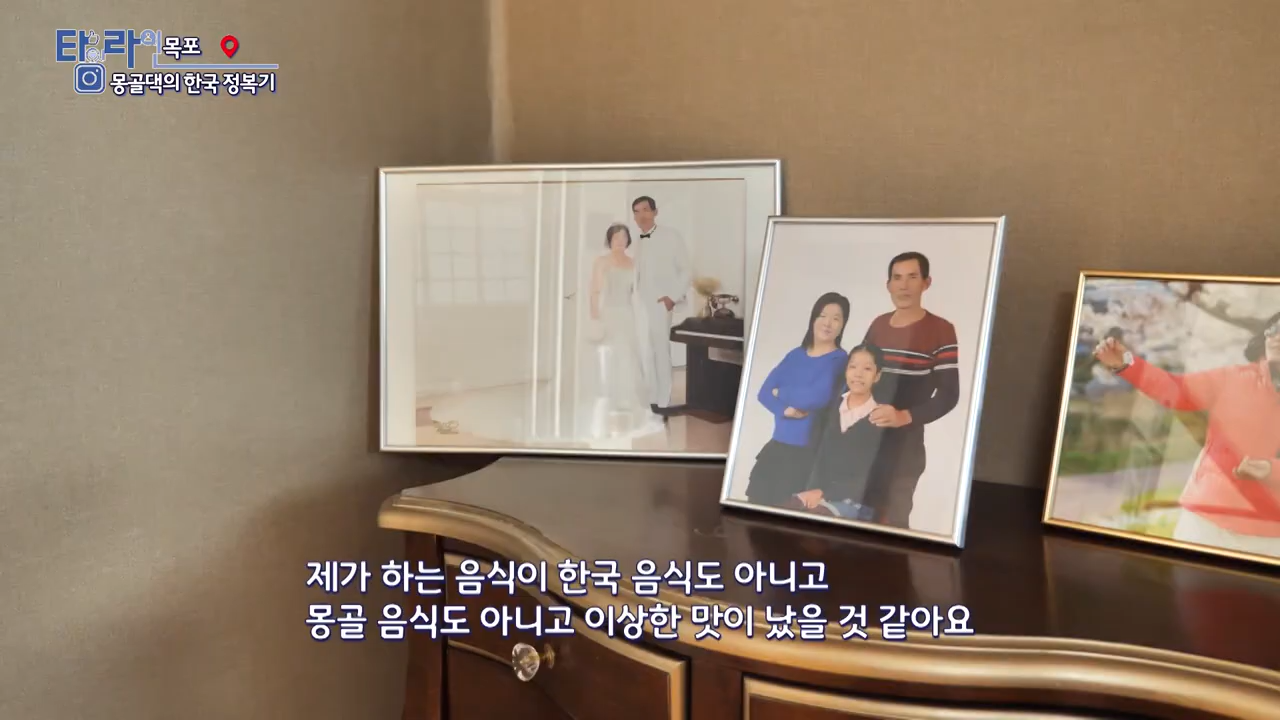 타향라의 목포
몽골댁의 한국 정복기
제가 하는 음식이 한국 음식도 아니고
몽골 음식도 아니고 이상한 맛이 났을 것 같아요